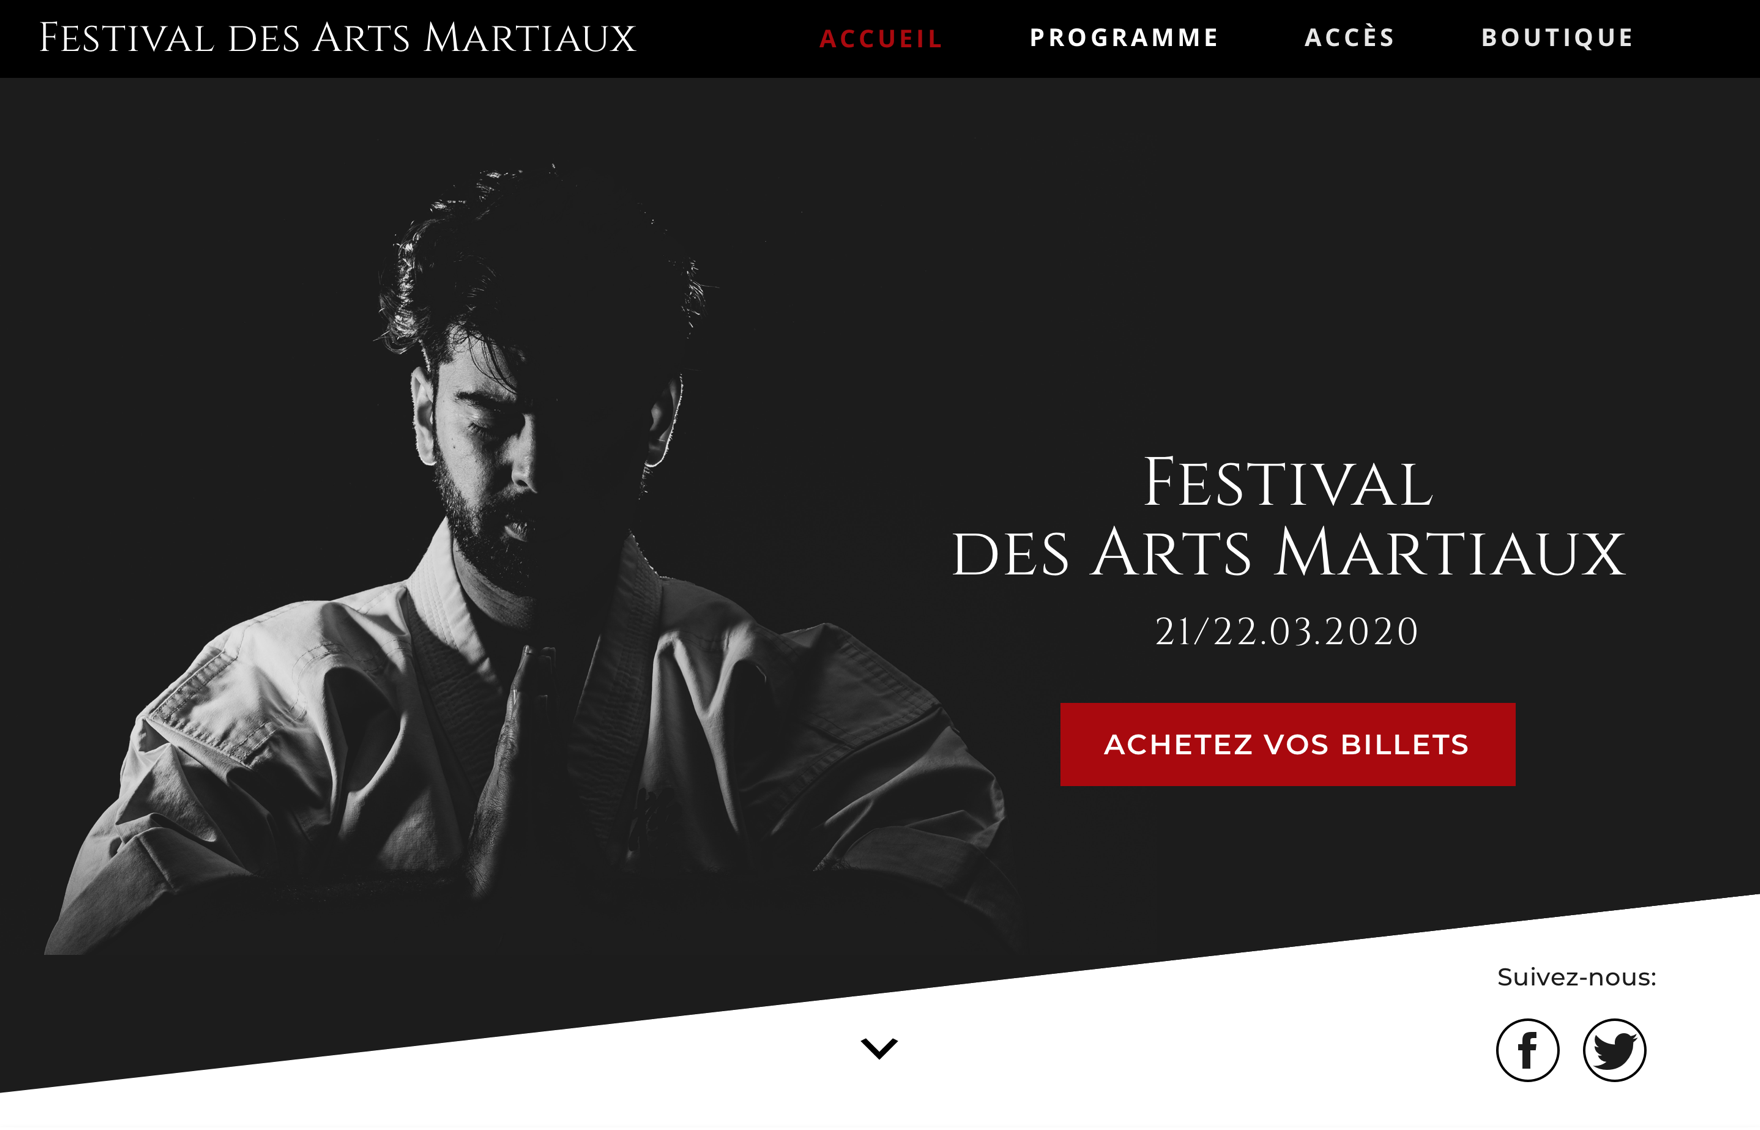 Festival des Arts Martiaux
ACCUEIL PROGRAMME ACCÈS BOUTIQUE
Festival
des Arts Martiaux
21/22.03.2020
ACHETEZ VOS BILLETS
Suivez-nous: